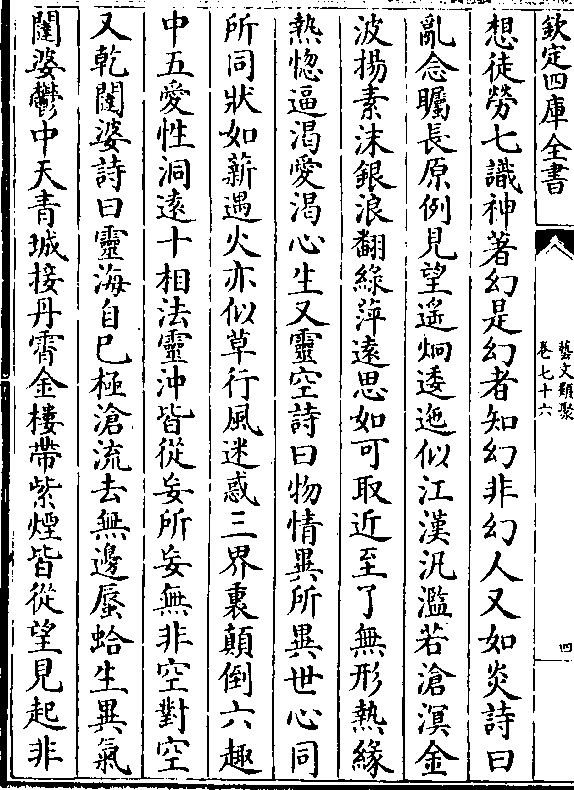 欽定四庫全書
藝文類聚
卷七十六
四
想徒勞七識神著幻是幻者知幻非幻人又如炎詩曰
亂念矚長原例見望遥炯逶迤似江漢汎濫若滄溟金
波揚素沫銀浪翻綠萍遠思如可取近至了無形熱緣
熱惚逼渴愛渴心生又靈空詩曰物情異所異世心同
所同狀如薪遇火亦似草行風迷惑三界裏顛倒六趣
中五愛性洞遠十相法靈沖皆從妄所妄無非空對空
又乾闥婆詩曰靈海自已極滄流去無邊蜃蛤生異氣
闥婆鬱中天青城接丹霄金樓帶紫煙皆從望見起非